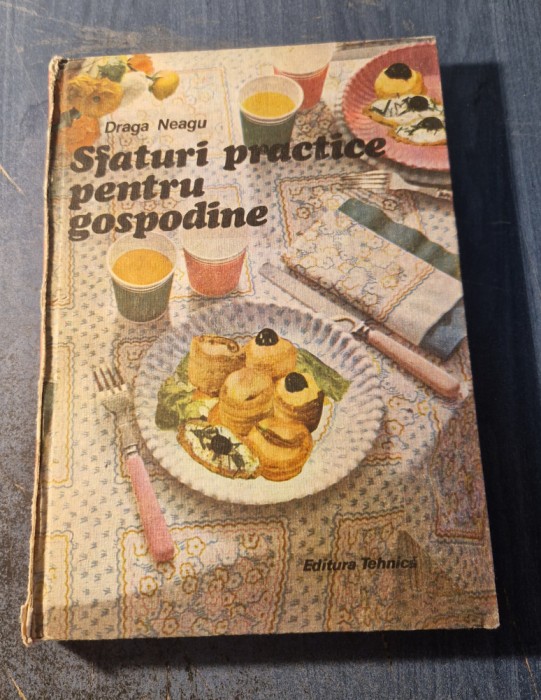 Draga Neagu
Sfaturi practice
pentru
gospodine
Editura Tehnică